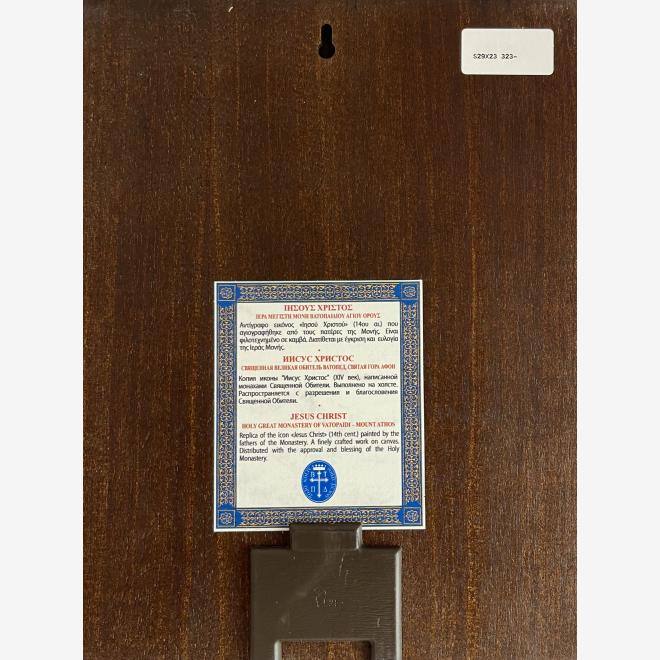 S29X23 323-
ΙΗΣΟΥΣ ΧΡΙΣΤΟΣ
ΙΕΡΑ ΜΕΓΙΣΤΗ ΜΟΝΗ ΒΑΤΟΠΑΙΔΙΟΥ ΑΓΙΟΥ ΟΡΟΥΣ
Αντίγραφο εικόνος «Ιησού Χριστού» (14ου αι.) που
αγιογραφήθηκε από τους πατέρες της Μονής. Είναι
φιλοτεχνημένο σε καμβά. Διατίθεται με έγκριση και ευλογία
της Ιεράς Μονής.
ИИСУС ХРИСТОС
СВЯЩЕННАЯ ВЕЛИКАЯ ОБИТЕЛЬ ВАТОПЕД, СВЯТАЯ ГОРА АФОН
Копия иконы "Иисус Христос" (XIV век), написанной
монахами Священной Обители. Выполнено на холсте.
Распространяется с разрешения и благословения
Священной Обители.
JESUS CHRIST
HOLY GREAT MONASTERY OF VATOPAIDI – MOUNT ATHOS
Replica of the icon «Jesus Christ» (14th cent.) painted by the
fathers of the Monastery. A finely crafted work on canvas.
Distributed with the approval and blessing of the Holy
Monastery.
Β Τ
Π Δ